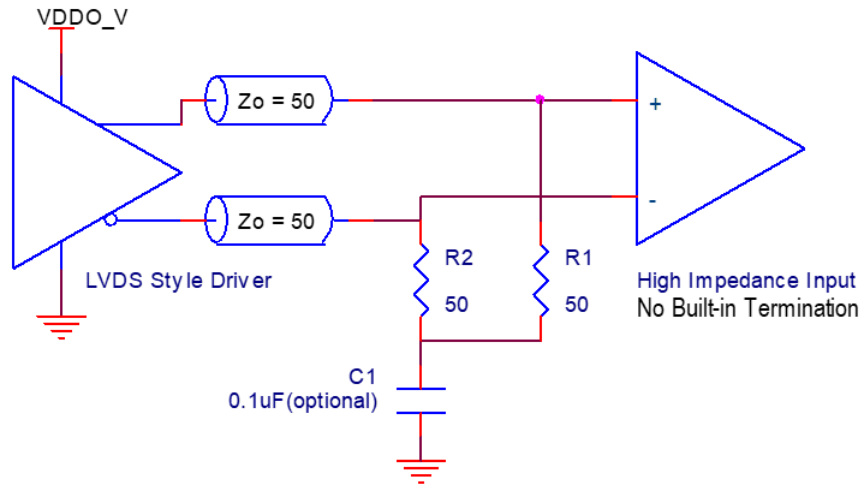 VDDO_V
Zo = 50
+
Zo = 50
-
LVDS Style Driver
R2
50
R1
50
High Impedance Input
No Built-in Termination
C1
0.1uF(optional)